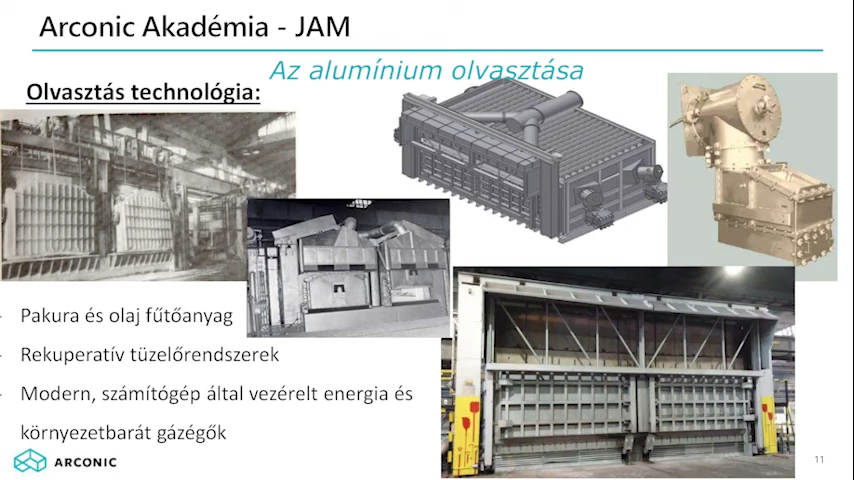 Arconic Akadémia - JAM
Az alumínium olvasztása
Olvasztás technológia:
- Pakura és olaj fűtőanyag
- Rekuperatív tüzelőrendszerek
- Modern, számítógép által vezérelt energia és
környezetbarát gázégők
ARCONIC
11